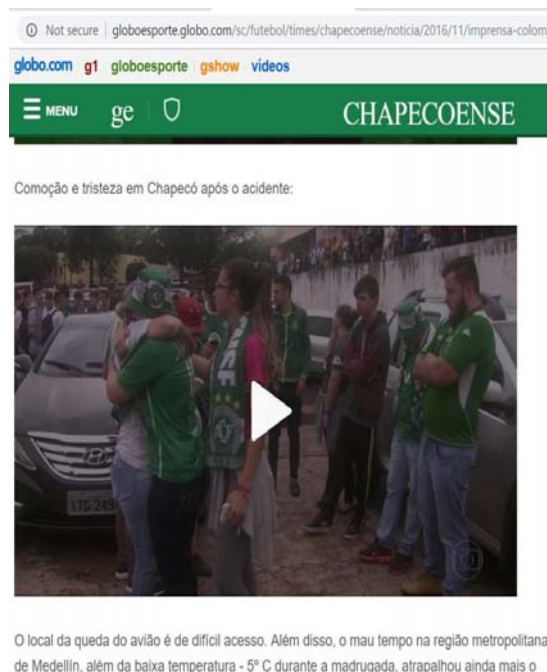 Not secure | globoesporte.globo.com/sc/futebol/times/chapecoense/noticia/2016/11/imprensa-colom
globo.com g1 globoesporte gshow vídeos
MENU ge CHAPECOENSE
Comoção e tristeza em Chapecó após o acidente:
O local da queda do avião é de difícil acesso. Além disso, o mau tempo na região metropolitana
de Medellín, além da baixa temperatura - 5º C durante a madrugada, atrapalhou ainda mais o